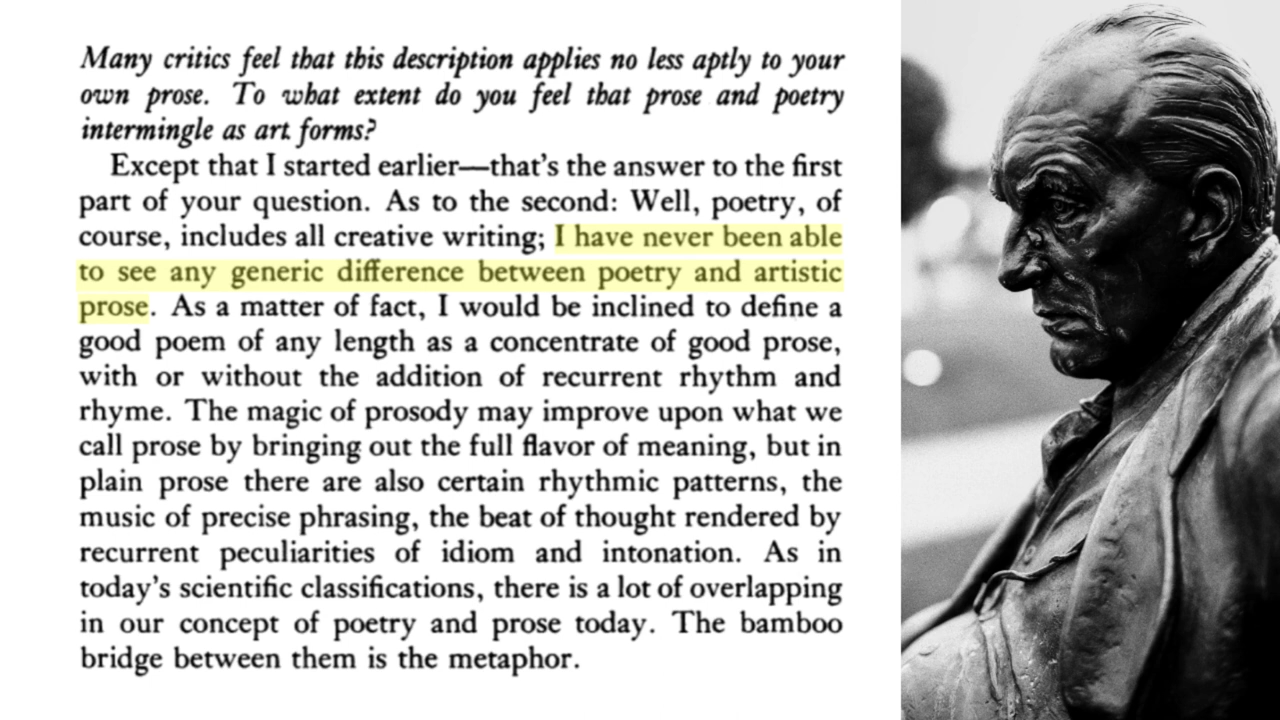 Many critics feel that this description applies no less aptly to your
own prose. To what extent do you feel that prose and poetry
intermingle as art forms?
Except that I started earlier—that's the answer to the first
part of your question. As to the second: Well, poetry, of
course, includes all creative writing; I have never been able
to see any generic difference between poetry and artistic
prose. As a matter of fact, I would be inclined to define a
good poem of any length as a concentrate of good prose,
with or without the addition of recurrent rhythm and
rhyme. The magic of prosody may improve upon what we
call prose by bringing out the full flavor of meaning, but in
plain prose there are also certain rhythmic patterns, the
music of precise phrasing, the beat of thought rendered by
recurrent peculiarities of idiom and intonation. As in
today's scientific classifications, there is a lot of overlapping
in our concept of poetry and prose today. The bamboo
bridge between them is the metaphor.